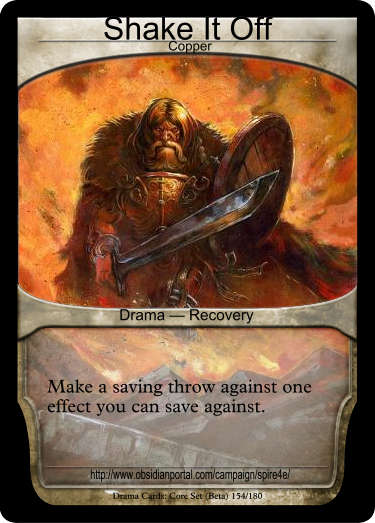 Shake It Off
Copper
Drama — Recovery
Make a saving throw against one
effect you can save against.
http://www.obsidianportal.com/campaign/spire4e/
Drama Cards: Core Set (Beta) 154/180